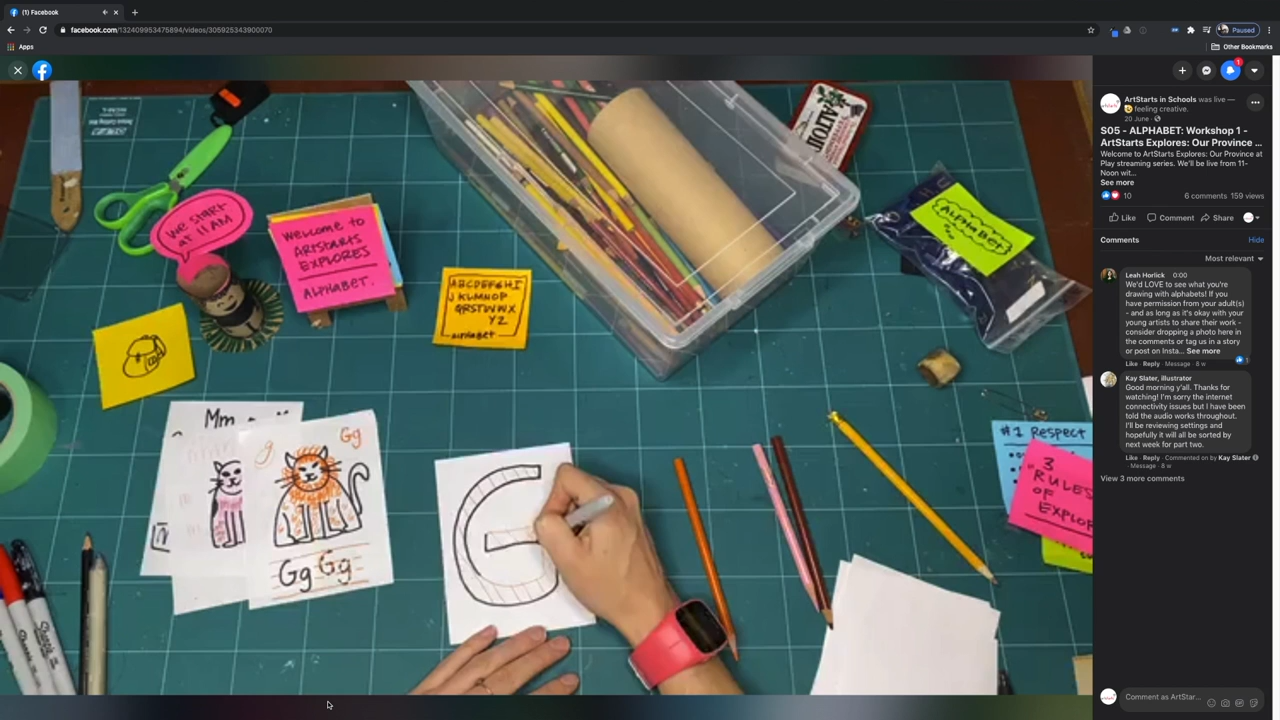 (1) Facebook
facebook.com/132409953475894/videos/305925343900070
Paused
Apps
Other Bookmarks
OLFA
WE START
AT 11 AM
WELCOME TO
ARTSTARTS
EXPLORES
ALPHABET.
ABCDEFGHI
JKLMNOP
QRSTUVWX
YZ
alphabet
ALTOIDS
ALPHABET
Mm
g
Gg
Gg Gg
G
#1 RESPECT
3
RULES
OF
EXPLOR
Sharpie
1
ArtStarts in Schools was live —
feeling creative.
20 June ·
S05 - ALPHABET: Workshop 1 -
ArtStarts Explores: Our Province ...
Welcome to ArtStarts Explores: Our Province at
Play streaming series. We'll be live from 11-
Noon wit...
See more
10
6 comments 159 views
Like Comment Share
Comments
Hide
Most relevant
Leah Horlick 0:00
We'd LOVE to see what you're
drawing with alphabets! If you
have permission from your adult(s)
- and as long as it's okay with your
young artists to share their work -
consider dropping a photo here in
the comments or tag us in a story
or post on Insta... See more
1
Like · Reply · Message · 8 w
Kay Slater, illustrator
Good morning y'all. Thanks for
watching! I'm sorry the internet
connectivity issues but I have been
told the audio works throughout.
I'll be reviewing settings and
hopefully it will all be sorted by
next week for part two.
Like · Reply · Commented on by Kay Slater
· Message · 8 w
View 3 more comments
Comment as ArtStar...